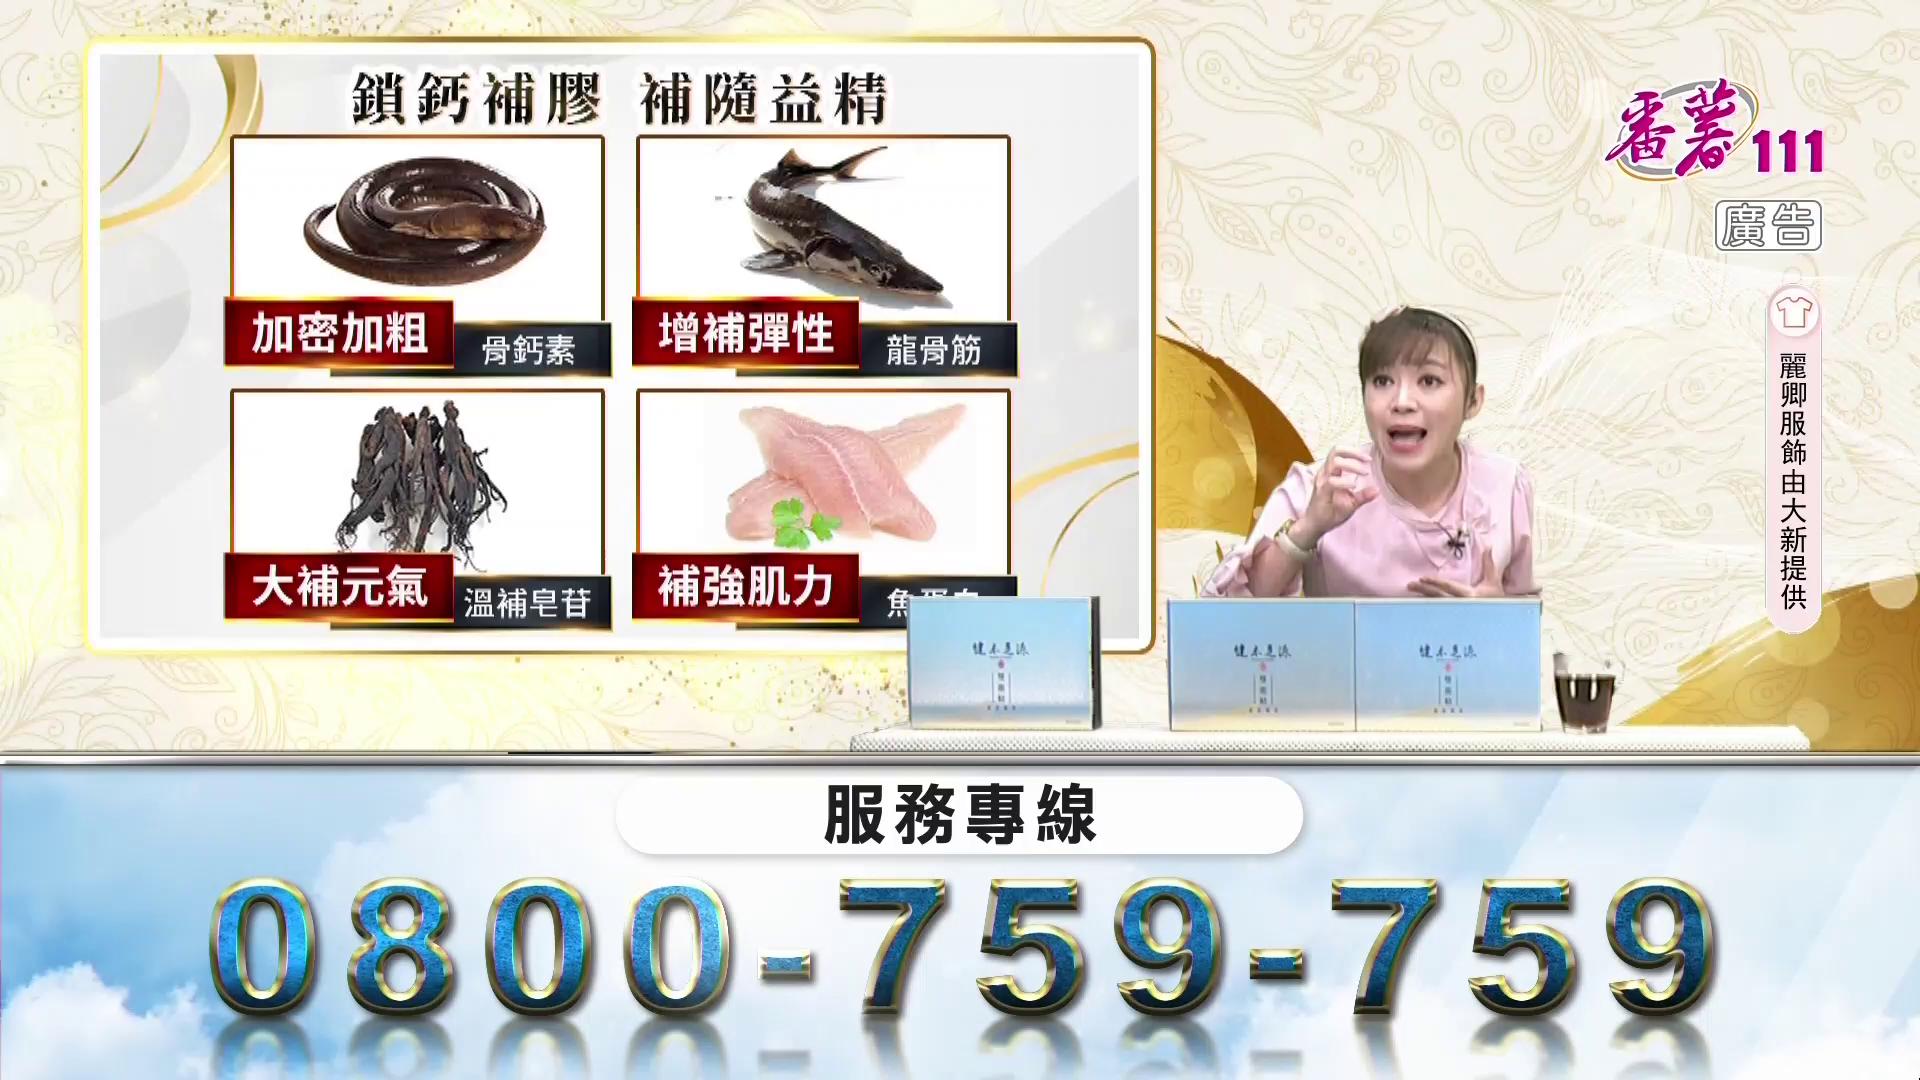 鎖鈣補膠 補隨益精
加密加粗
骨鈣素
增補彈性
龍骨筋
大補元氣
溫補皂苷
補強肌力
番薯111
廣告
麗卿服飾由大新提供
服務專線
0800-759-759